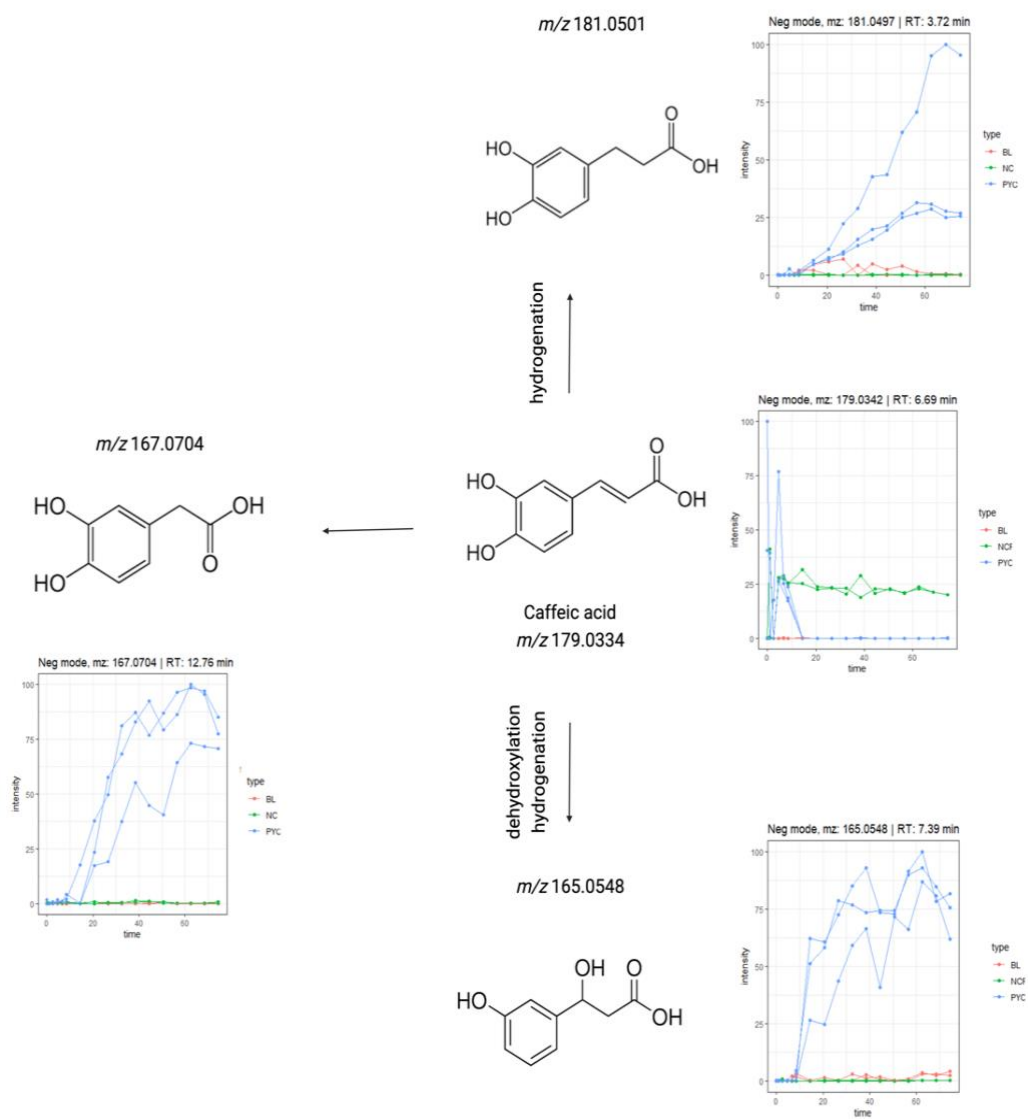 m/z 181.0501
Neg mode, mz: 181.0497 | RT: 3.72 min
100
75
50
25
0
intensity
0 20 40 60
time
type
BL
NC
PYC
HO
HO
O
OH
hydrogenation
Neg mode, mz: 179.0342 | RT: 6.69 min
100
75
50
25
0
intensity
0 20 40 60
time
type
BL
NCF
PYC
m/z 167.0704
HO
HO
OH
O
HO
HO
O
OH
Caffeic acid
m/z 179.0334
Neg mode, mz: 167.0704 | RT: 12.76 min
100
75
50
25
0
intensity
0 20 40 60
time
type
BL
NC
PYC
dehydroxylation
hydrogenation
m/z 165.0548
Neg mode, mz: 165.0548 | RT: 7.39 min
100
75
50
25
0
intensity
0 20 40 60
time
type
BL
NCF
PYC
OH
O
HO
OH